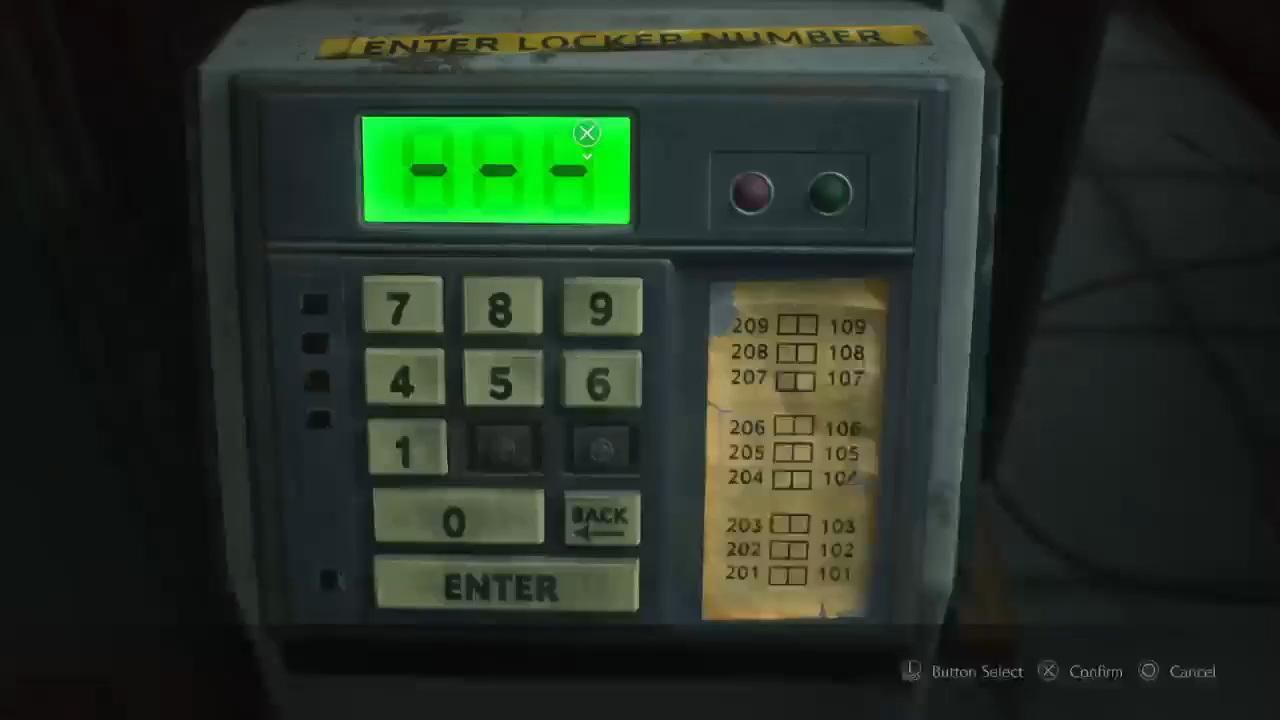 ENTER LOCKER NUMBER
7 8 9
4 5 6
1
0 BACK
ENTER
209 109
208 108
207 107
206 106
205 105
204 104
203 103
202 102
201 101
Button Select Confirm Cancel